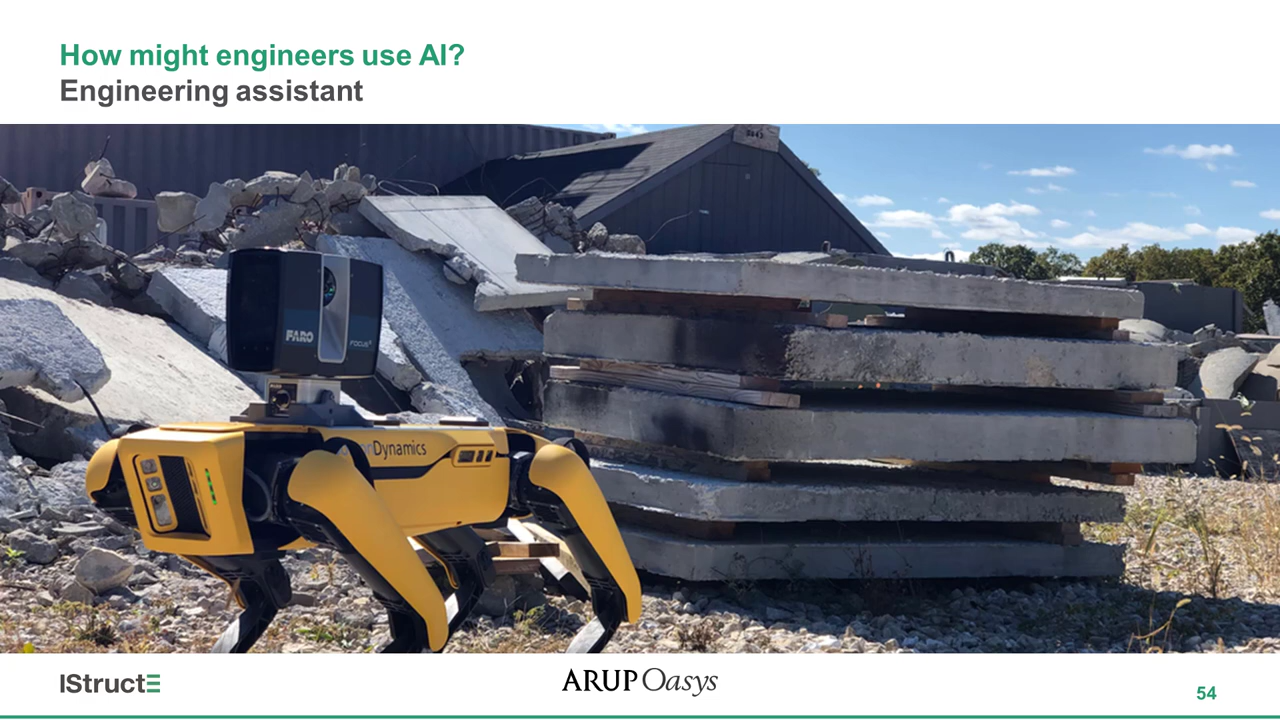 How might engineers use AI?
Engineering assistant
FARO
FOCUS
Dynamics
IStructE
ARUP Oasys
54